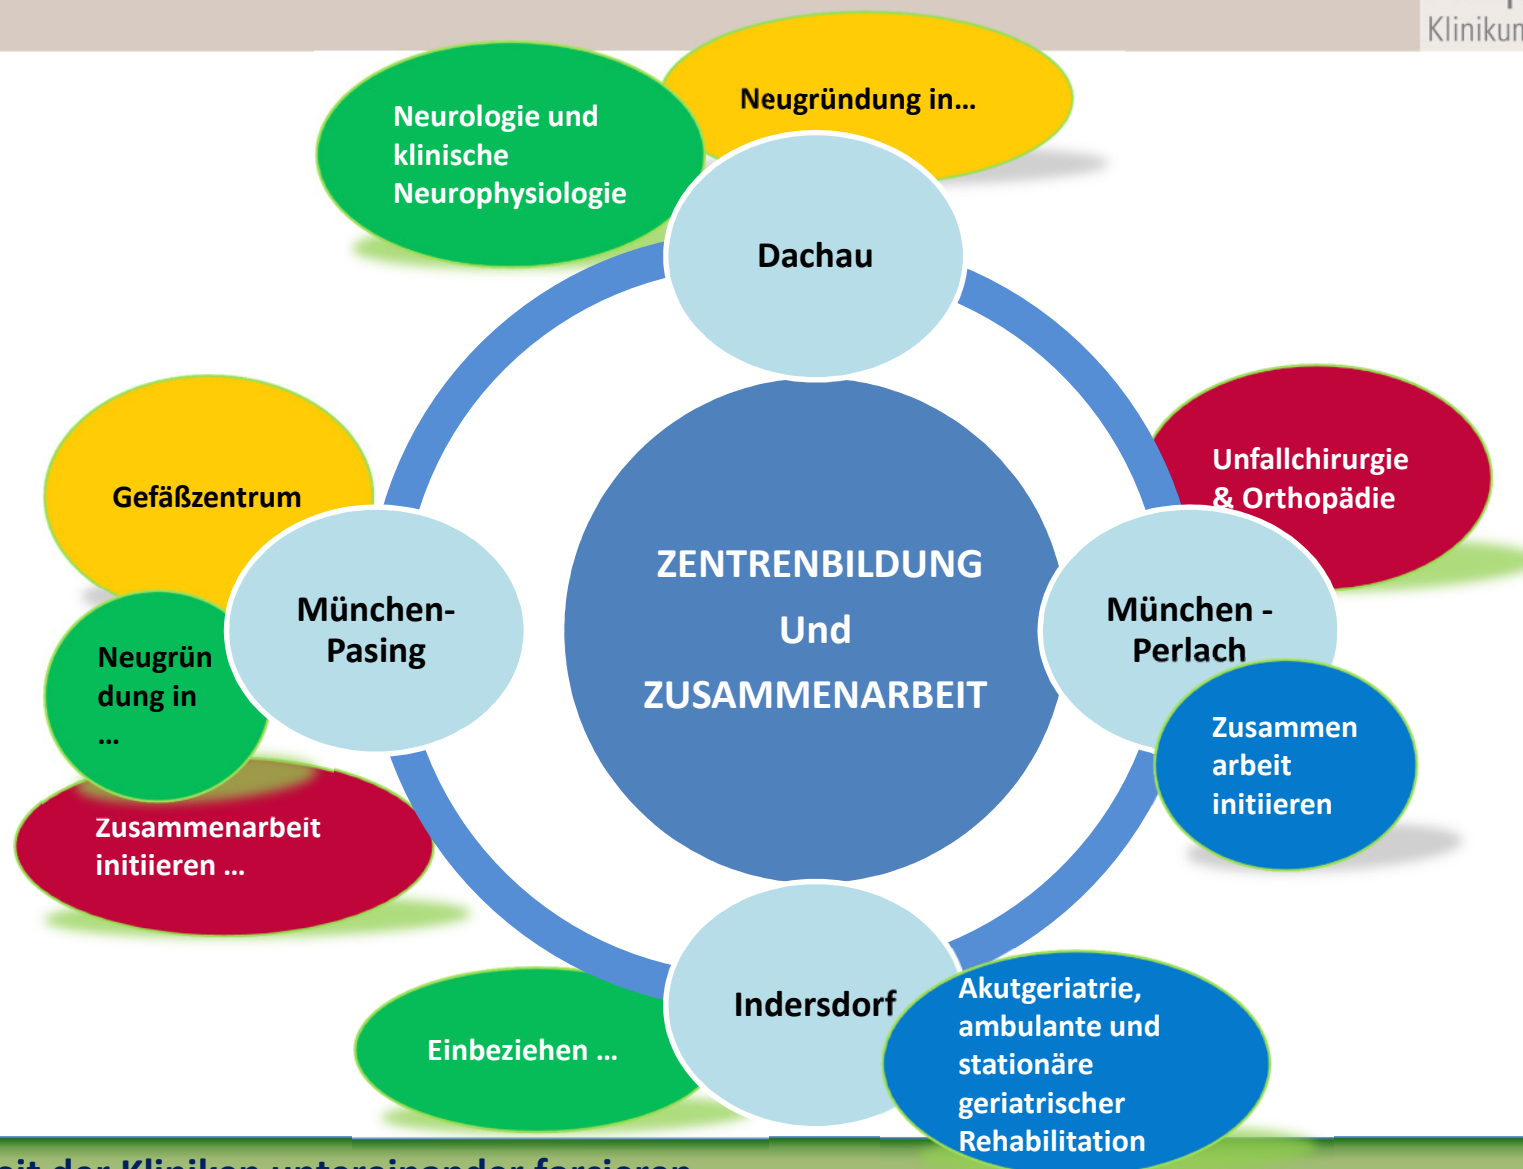 Klinikum
Neugründung in…
Neurologie und
klinische
Neurophysiologie
Dachau
Gefäßzentrum
Unfallchirurgie
& Orthopädie
ZENTRENBILDUNG
Und
ZUSAMMENARBEIT
München-
Pasing
München -
Perlach
Neugrün
dung in
…
Zusammen
arbeit
initiieren
Zusammenarbeit
initiieren …
Indersdorf
Einbeziehen …
Akutgeriatrie,
ambulante und
stationäre
geriatrischer
Rehabilitation
der Kliniken untereinander forcieren